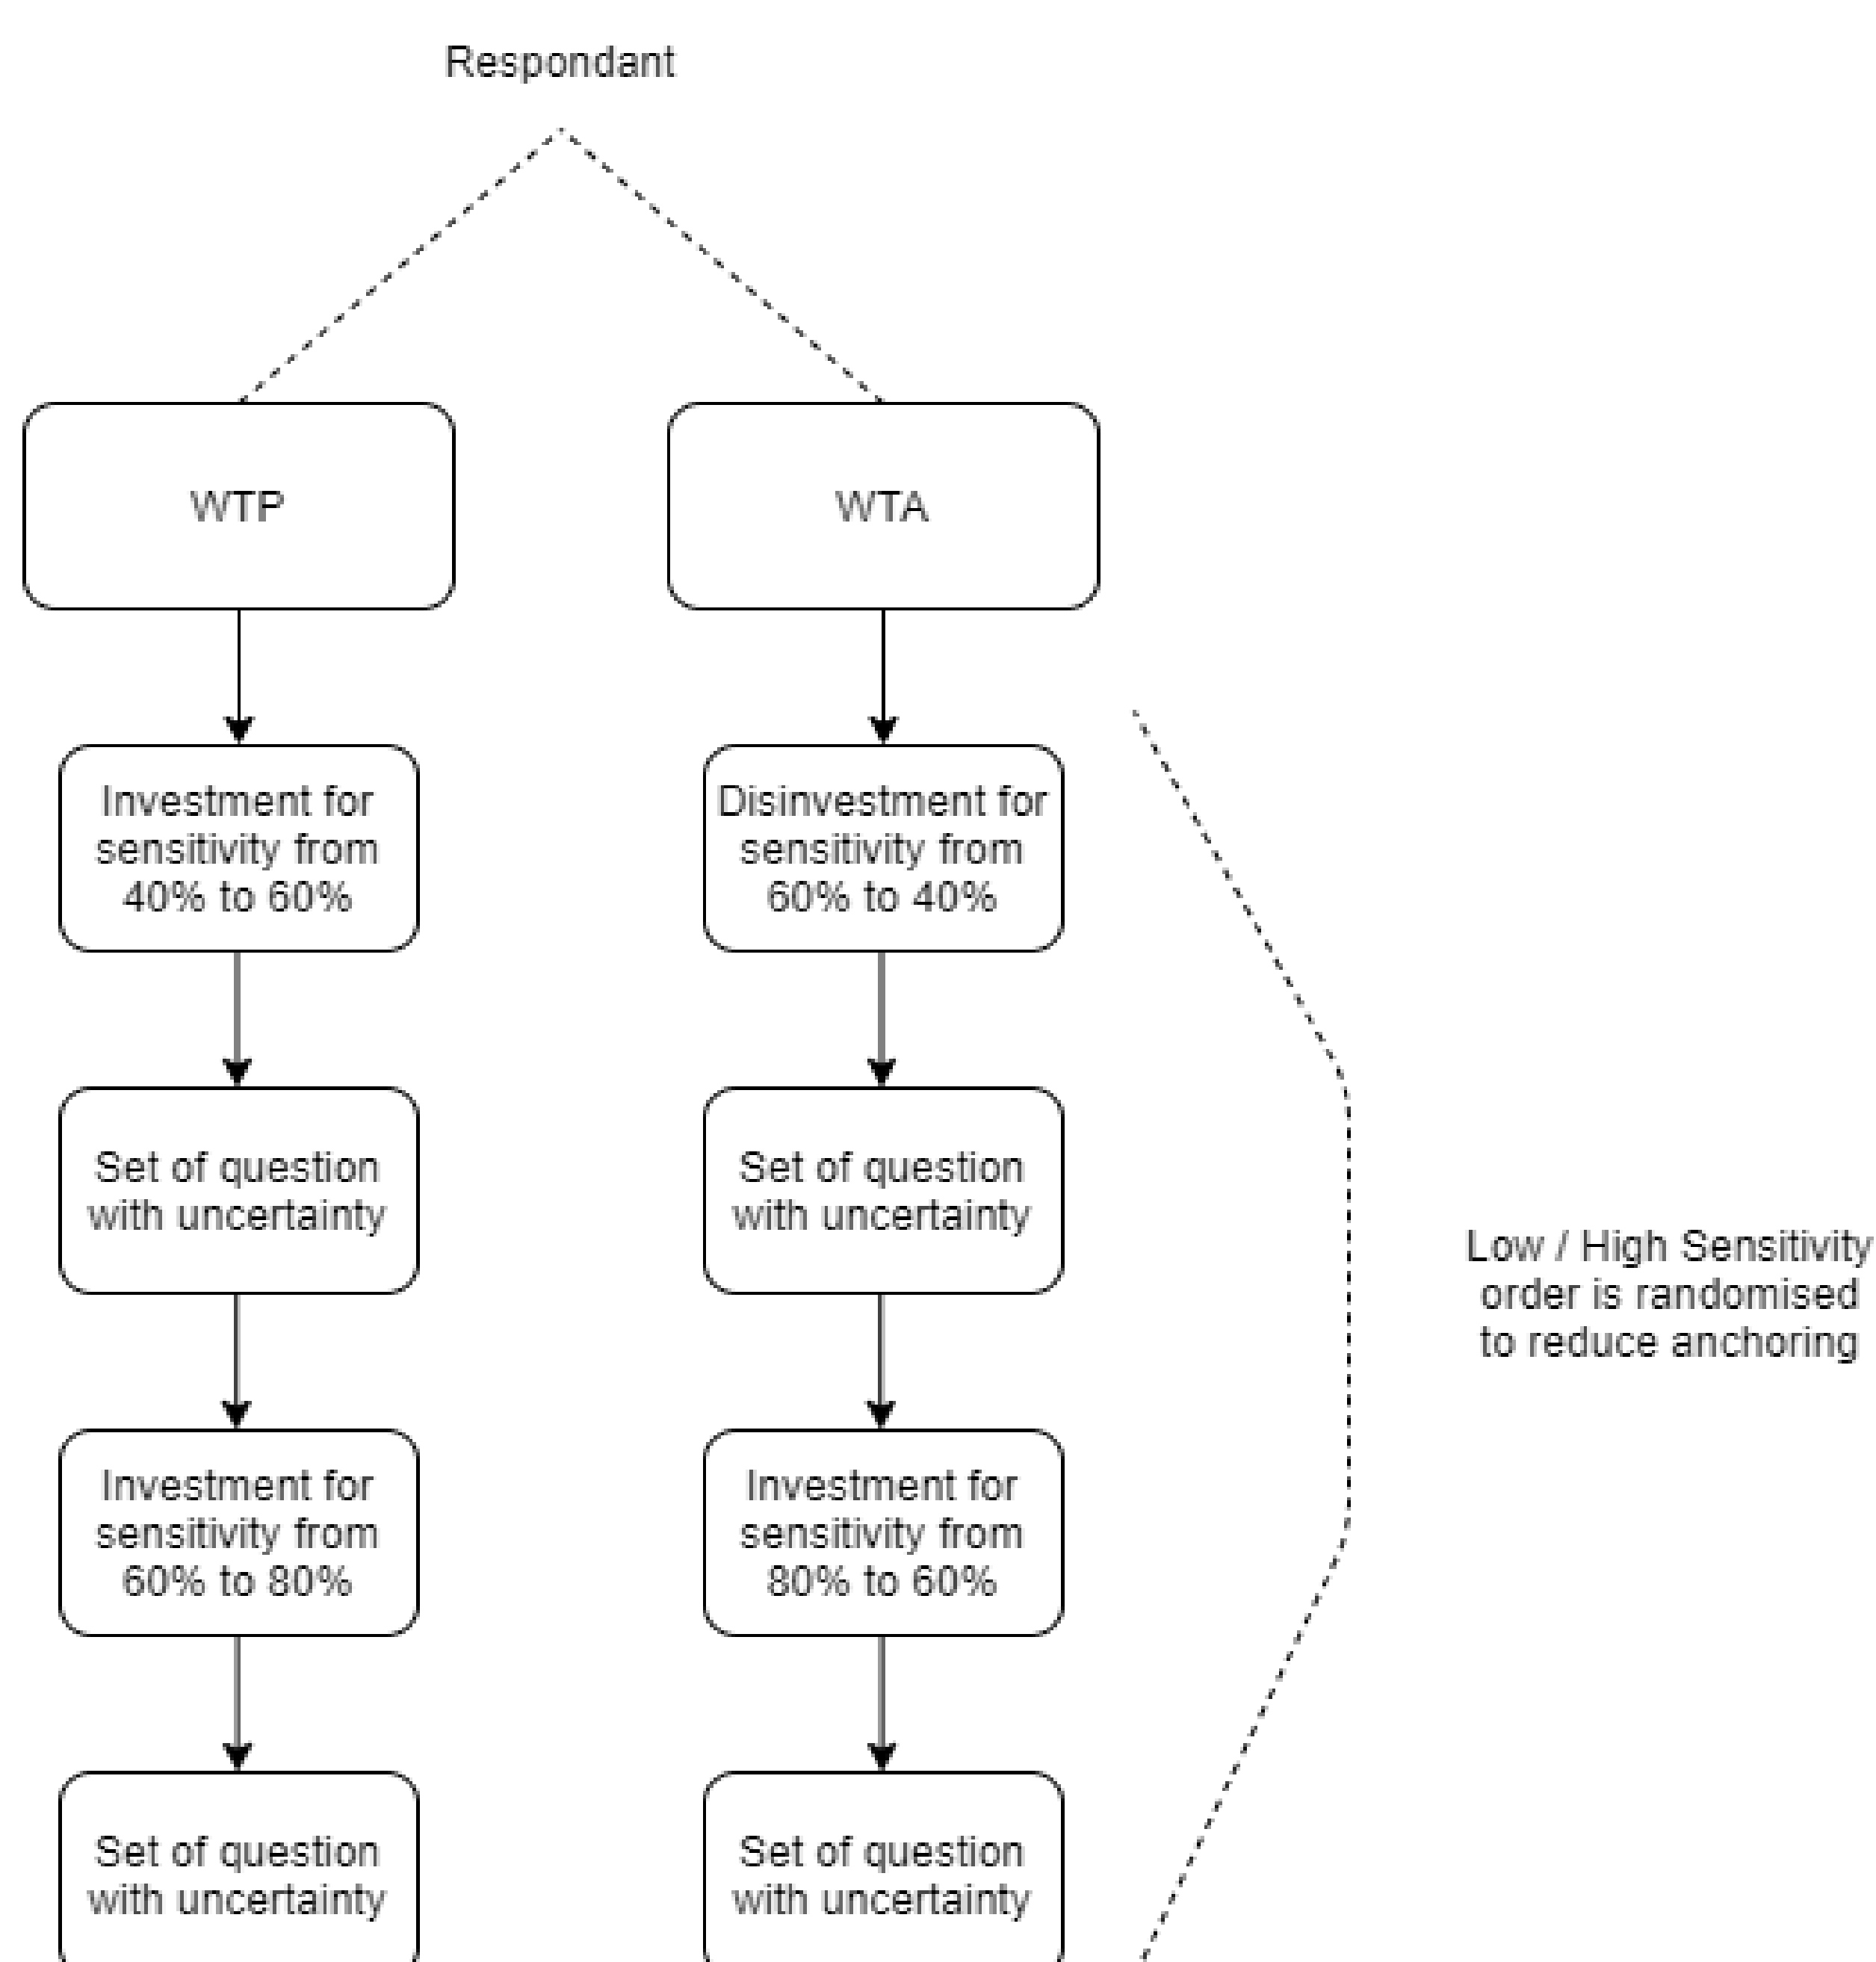 Respondant
WTP
WTA
Investment for
sensitivity from
40% to 60%
Disinvestment for
sensitivity from
60% to 40%
Set of question
with uncertainty
Set of question
with uncertainty
Low / High Sensitivity
order is randomised
to reduce anchoring
Investment for
sensitivity from
60% to 80%
Investment for
sensitivity from
80% to 60%
Set of question
with uncertainty
Set of question
with uncertainty